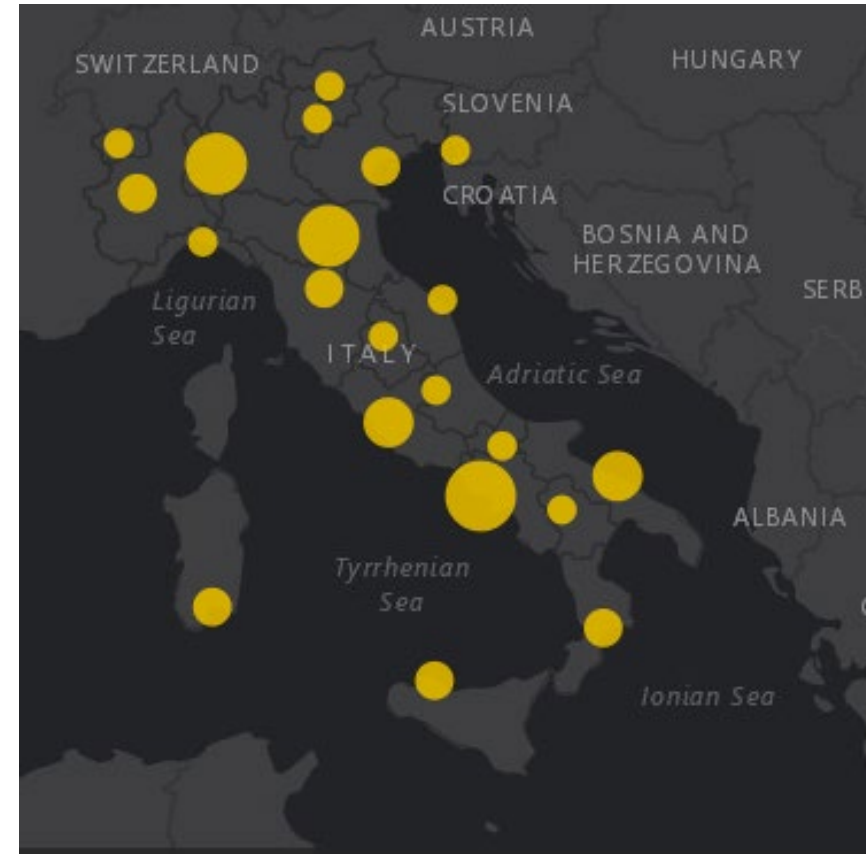 AUSTRIA
SWITZERLAND
HUNGARY
SLOVENIA
CROATIA
BOSNIA AND
HERZEGOVINA
SERB
Ligurian
Sea
ITALY
Adriatic Sea
ALBANIA
Tyrrhenian
Sea
Ionian Sea